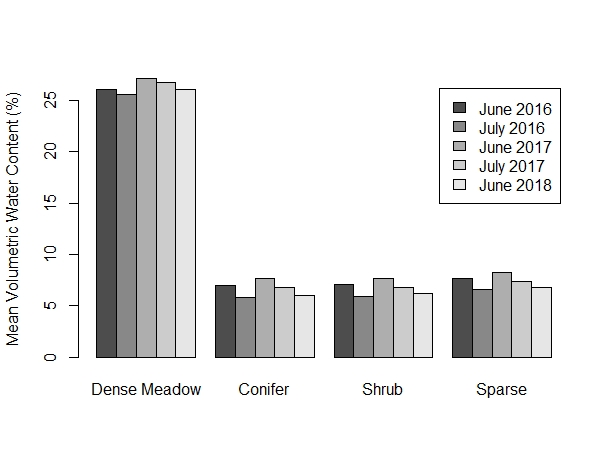 Mean Volumetric Water Content (%)
25
20
15
10
5
0
June 2016
July 2016
June 2017
July 2017
June 2018
Dense Meadow Conifer Shrub Sparse